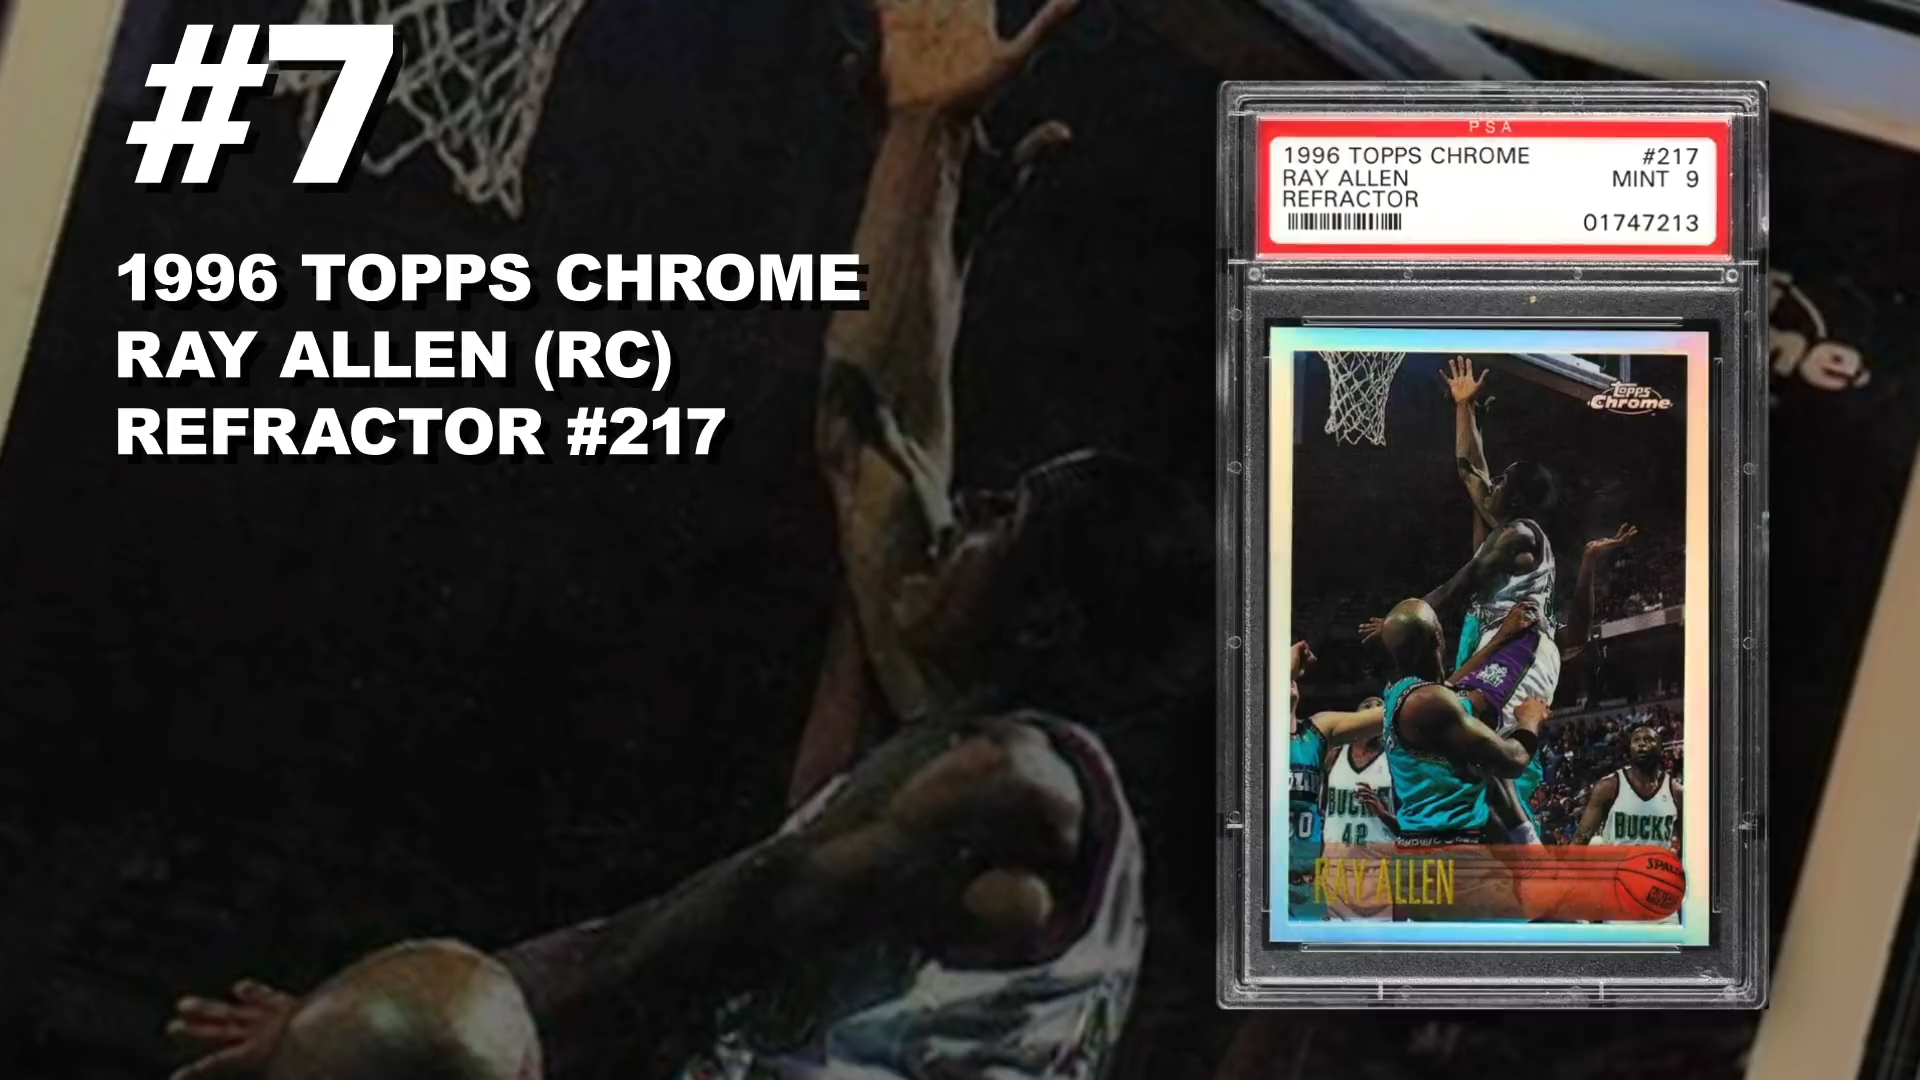 #7
1996 TOPPS CHROME
RAY ALLEN (RC)
REFRACTOR #217
PSA
1996 TOPPS CHROME #217
RAY ALLEN MINT 9
REFRACTOR
01747213
Topps
Chrome
BUCKS
42
BUCKS
RAY ALLEN